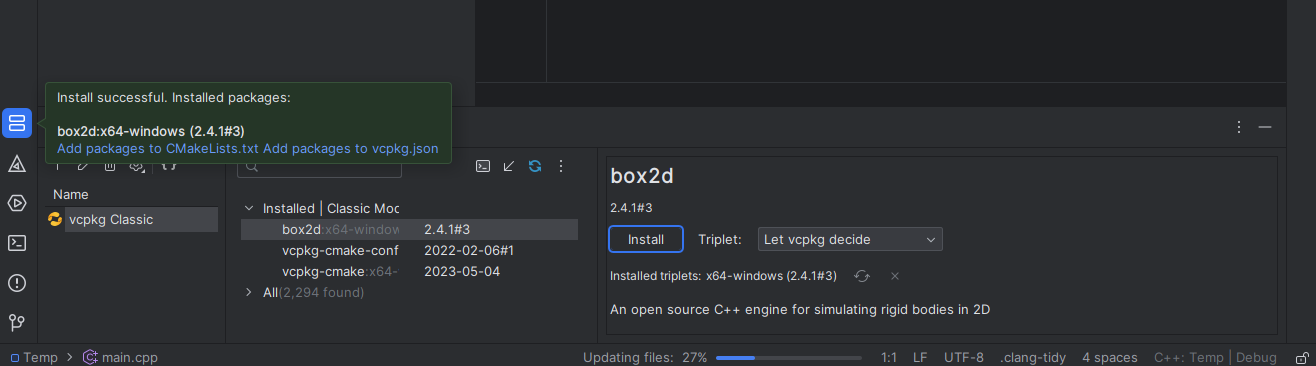 Install successful. Installed packages:
box2d:x64-windows (2.4.1#3)
Add packages to CMakeLists.txt Add packages to vcpkg.json
Name
vcpkg Classic
Installed | Classic Mod
box2d:x64-window 2.4.1#3
vcpkg-cmake-conf 2022-02-06#1
vcpkg-cmake:x64- 2023-05-04
All (2,294 found)
box2d
2.4.1#3
Install Triplet: Let vcpkg decide
Installed triplets: x64-windows (2.4.1#3)
An open source C++ engine for simulating rigid bodies in 2D
Temp > main.cpp Updating files: 27% 1:1 LF UTF-8 .clang-tidy 4 spaces C++: Temp | Debug